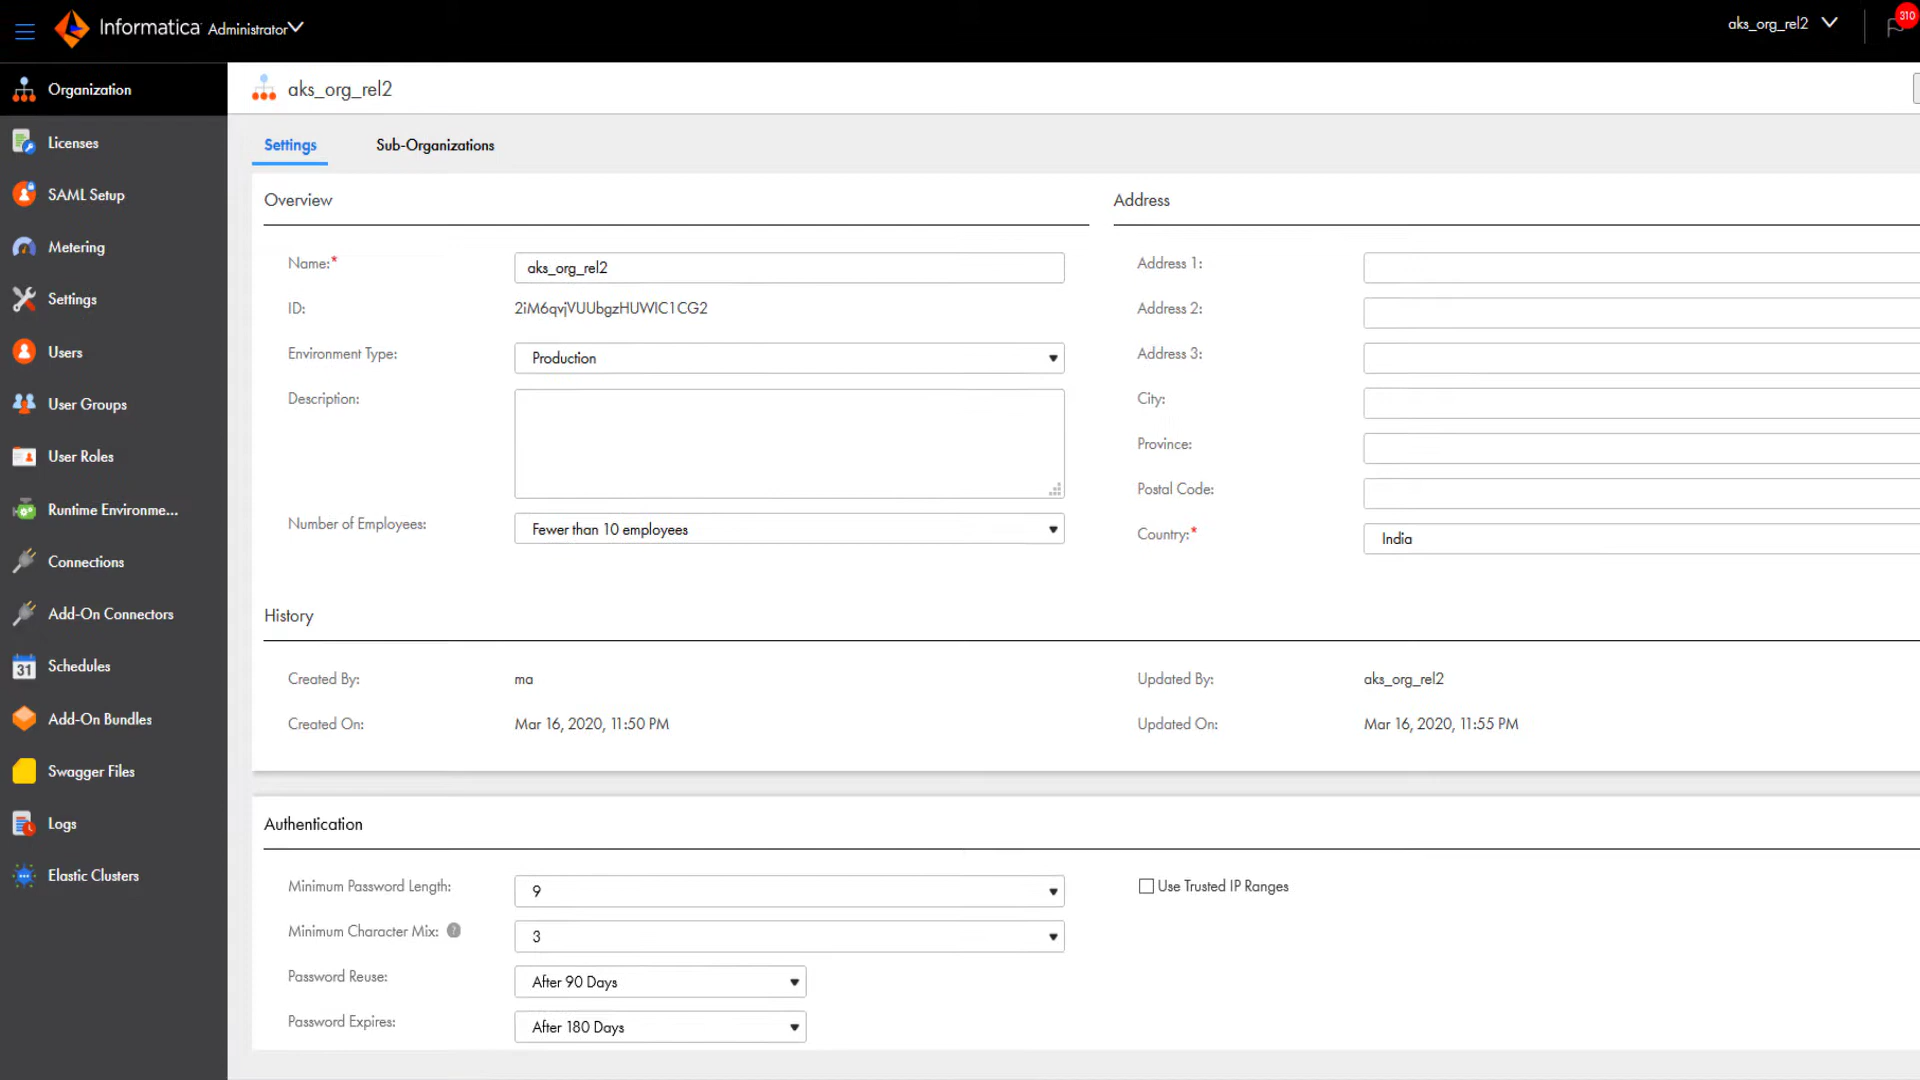 Informatica Administrator
aks_org_rel2
310
Organization
Licenses
SAML Setup
Metering
Settings
Users
User Groups
User Roles
Runtime Environme...
Connections
Add-On Connectors
31 Schedules
Add-On Bundles
Swagger Files
Logs
Elastic Clusters
aks_org_rel2
Settings Sub-Organizations
Overview
Name:* aks_org_rel2
ID: 2iM6qvjVUUbgzHUWIC1CG2
Environment Type: Production
Description:
Number of Employees: Fewer than 10 employees
Address
Address 1:
Address 2:
Address 3:
City:
Province:
Postal Code:
Country:* India
History
Created By: ma
Created On: Mar 16, 2020, 11:50 PM
Updated By: aks_org_rel2
Updated On: Mar 16, 2020, 11:55 PM
Authentication
Minimum Password Length: 9
Minimum Character Mix: ? 3
Password Reuse: After 90 Days
Password Expires: After 180 Days
Use Trusted IP Ranges